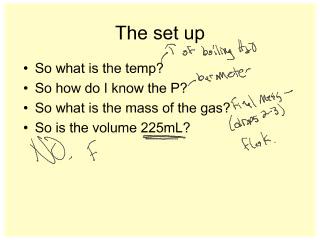 The set up
T of boiling H2O
• So what is the temp?
barometer
• So how do I know the P?
• So what is the mass of the gas?
Final Mass –
(drops 2-3)
flask.
• So is the volume 225mL?
NO. F